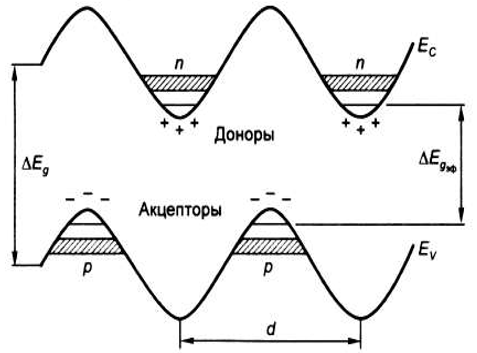 n n
E_C
+ + + + + +
Доноры
ΔE_g
ΔE_gэф
− − − − − −
Акцепторы
E_V
p p
d